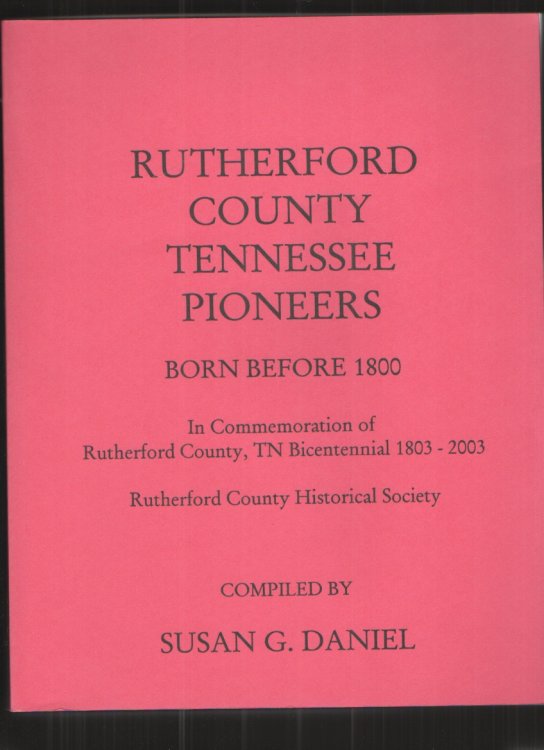 RUTHERFORD
COUNTY
TENNESSEE
PIONEERS
BORN BEFORE 1800
In Commemoration of
Rutherford County, TN Bicentennial 1803 - 2003
Rutherford County Historical Society
COMPILED BY
SUSAN G. DANIEL